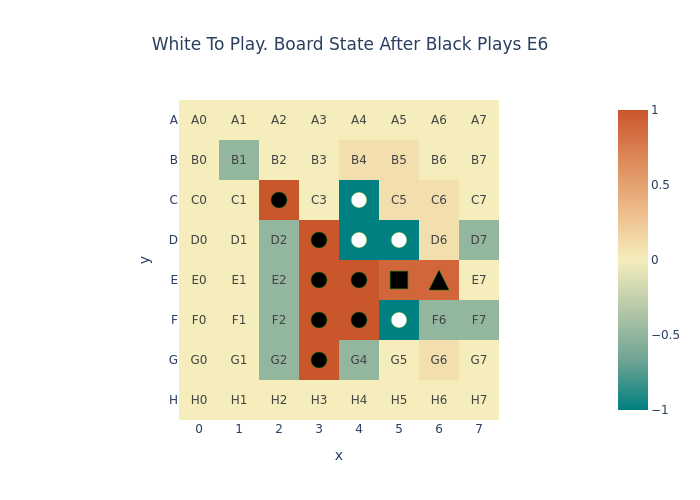 White To Play. Board State After Black Plays E6
A A0 A1 A2 A3 A4 A5 A6 A7
B B0 B1 B2 B3 B4 B5 B6 B7
C C0 C1 C3 C5 C6 C7
D D0 D1 D2 D6 D7
E E0 E1 E2 E7
F F0 F1 F2 F6 F7
G G0 G1 G2 G4 G5 G6 G7
H H0 H1 H2 H3 H4 H5 H6 H7
0 1 2 3 4 5 6 7
x
y
1
0.5
0
−0.5
−1